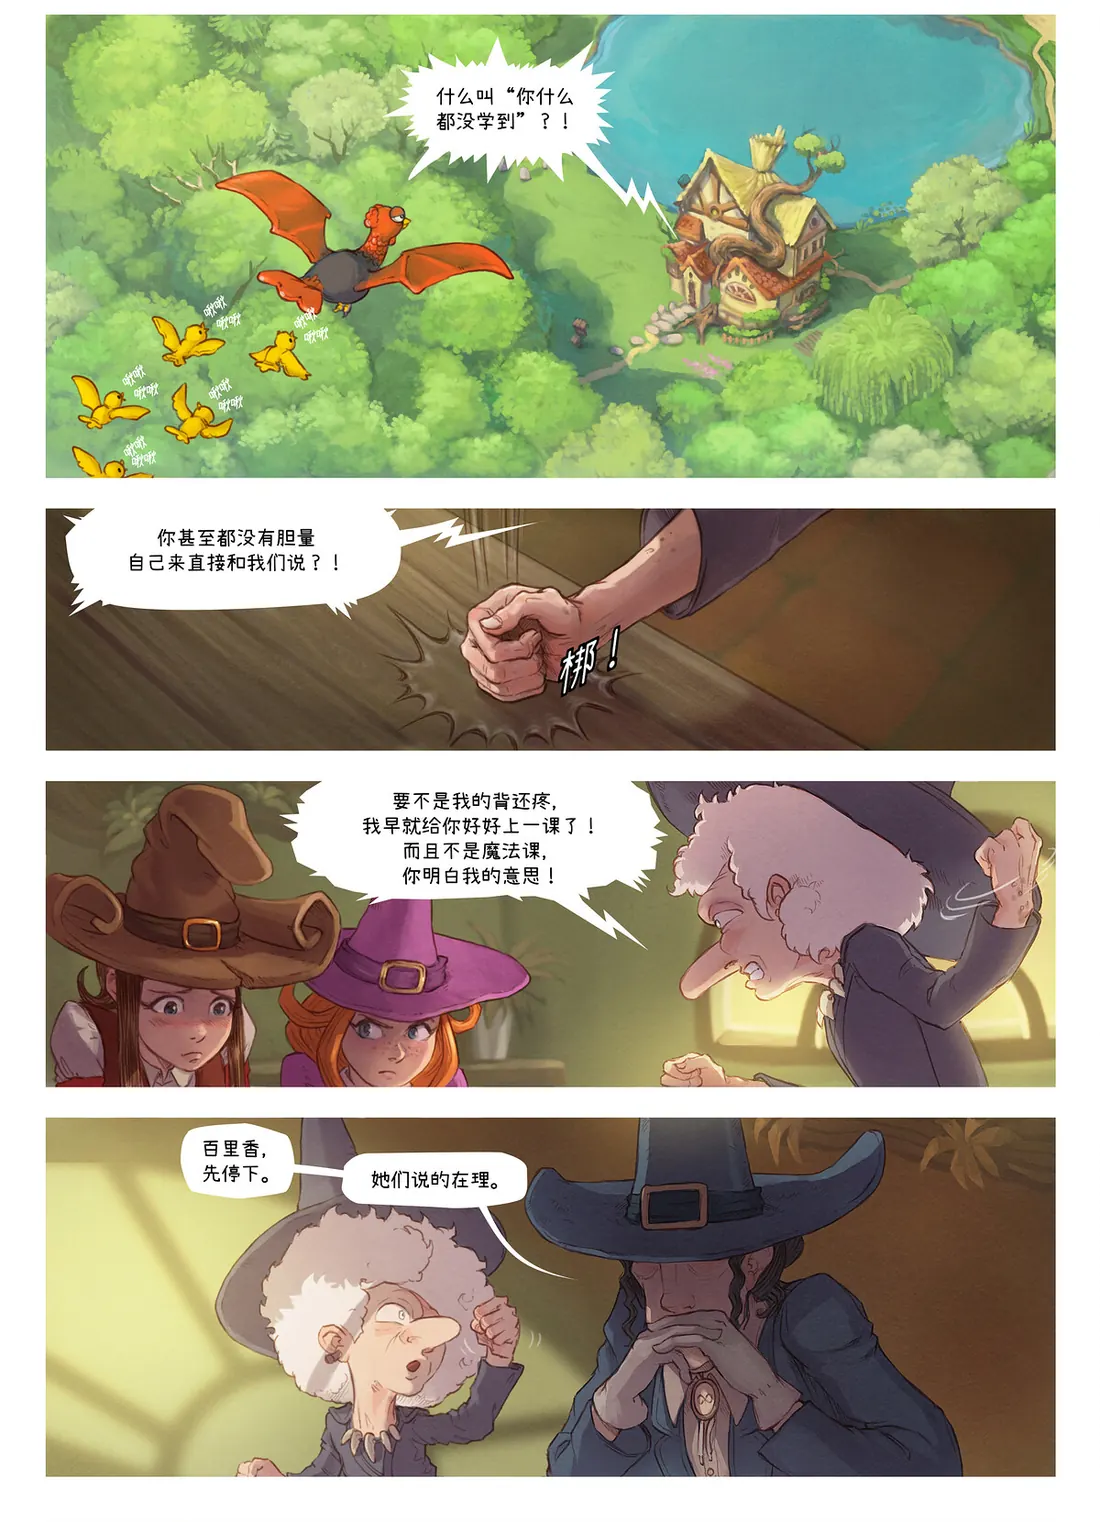 什么叫“你什么
都没学到”？！
啾啾
啾啾
啾啾
啾啾
啾啾
啾啾
啾啾
啾啾
啾啾
啾啾
你甚至都没有胆量
自己来直接和我们说？！
梆！
要不是我的背还疼，
我早就给你好好上一课了！
而且不是魔法课，
你明白我的意思！
百里香，
先停下。
她们说的在理。